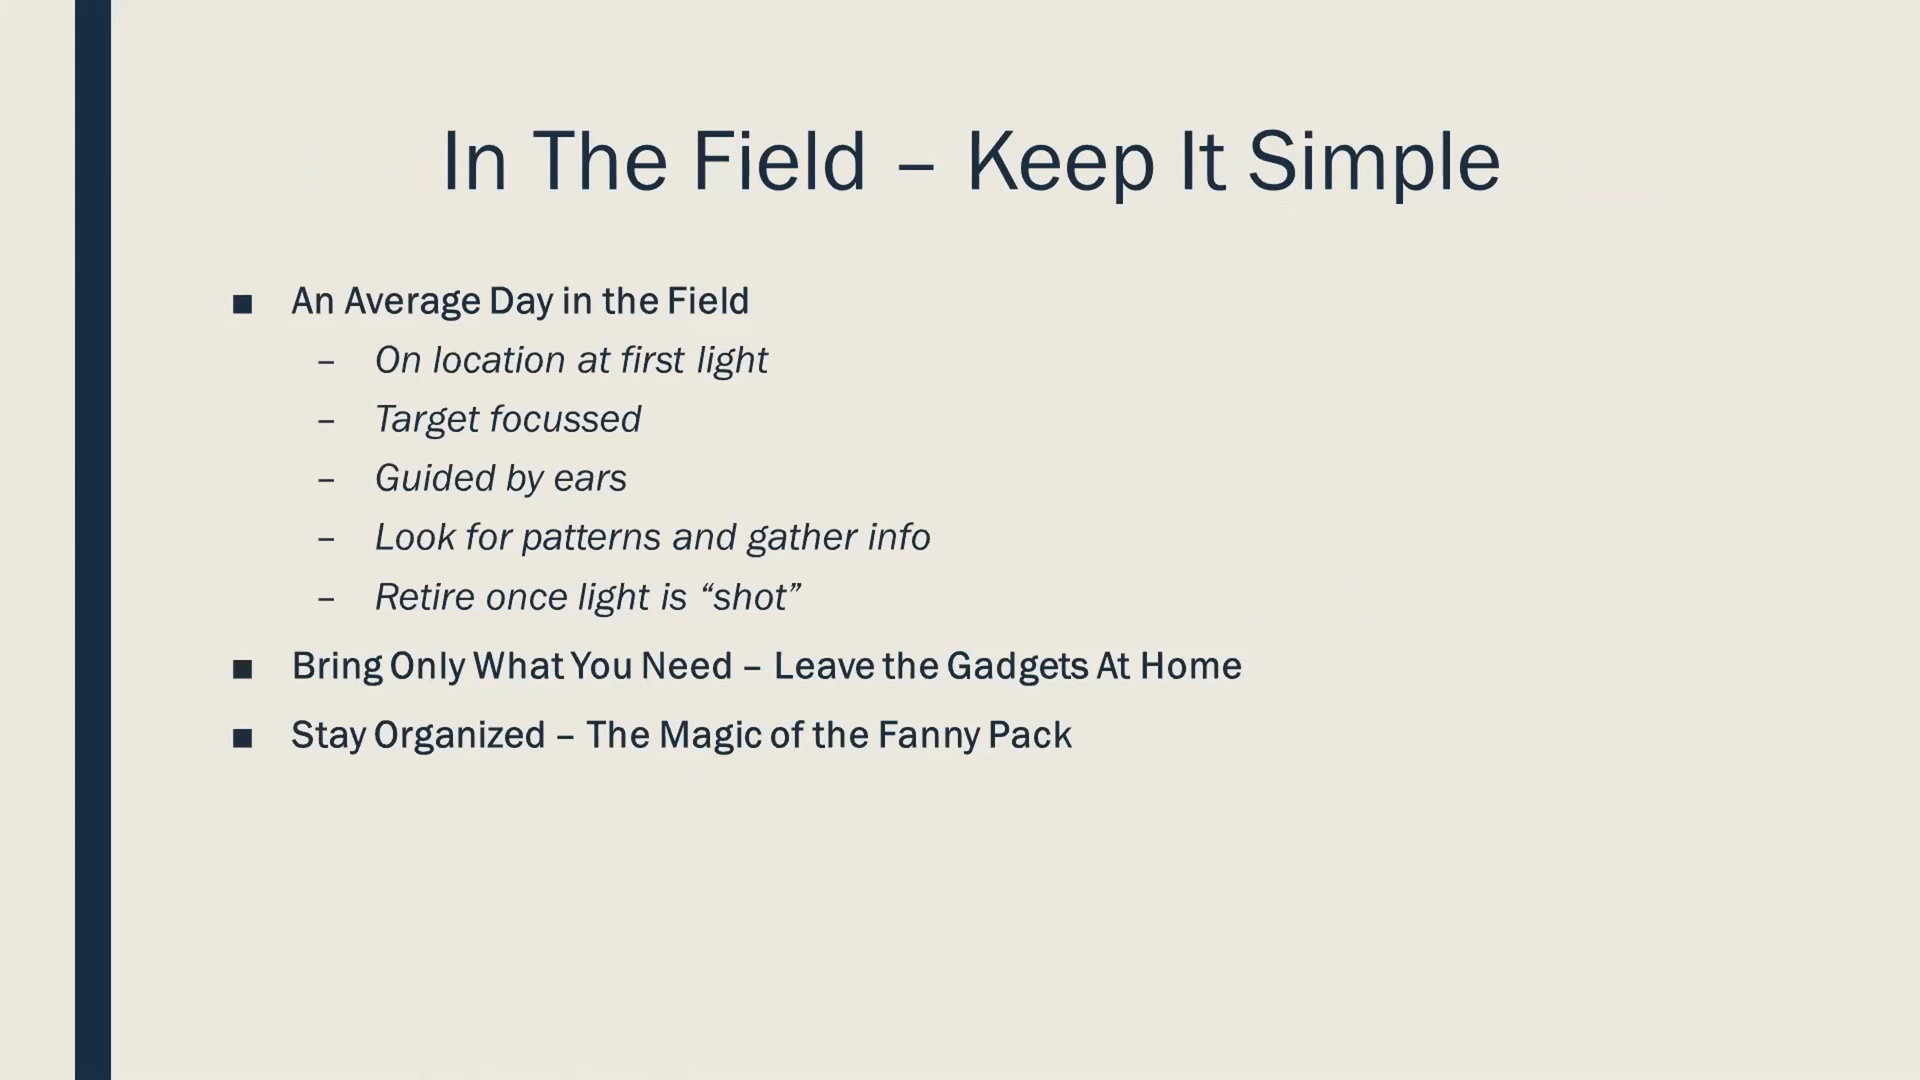 In The Field – Keep It Simple
■ An Average Day in the Field
– On location at first light
– Target focussed
– Guided by ears
– Look for patterns and gather info
– Retire once light is “shot”
■ Bring Only What You Need – Leave the Gadgets At Home
■ Stay Organized – The Magic of the Fanny Pack